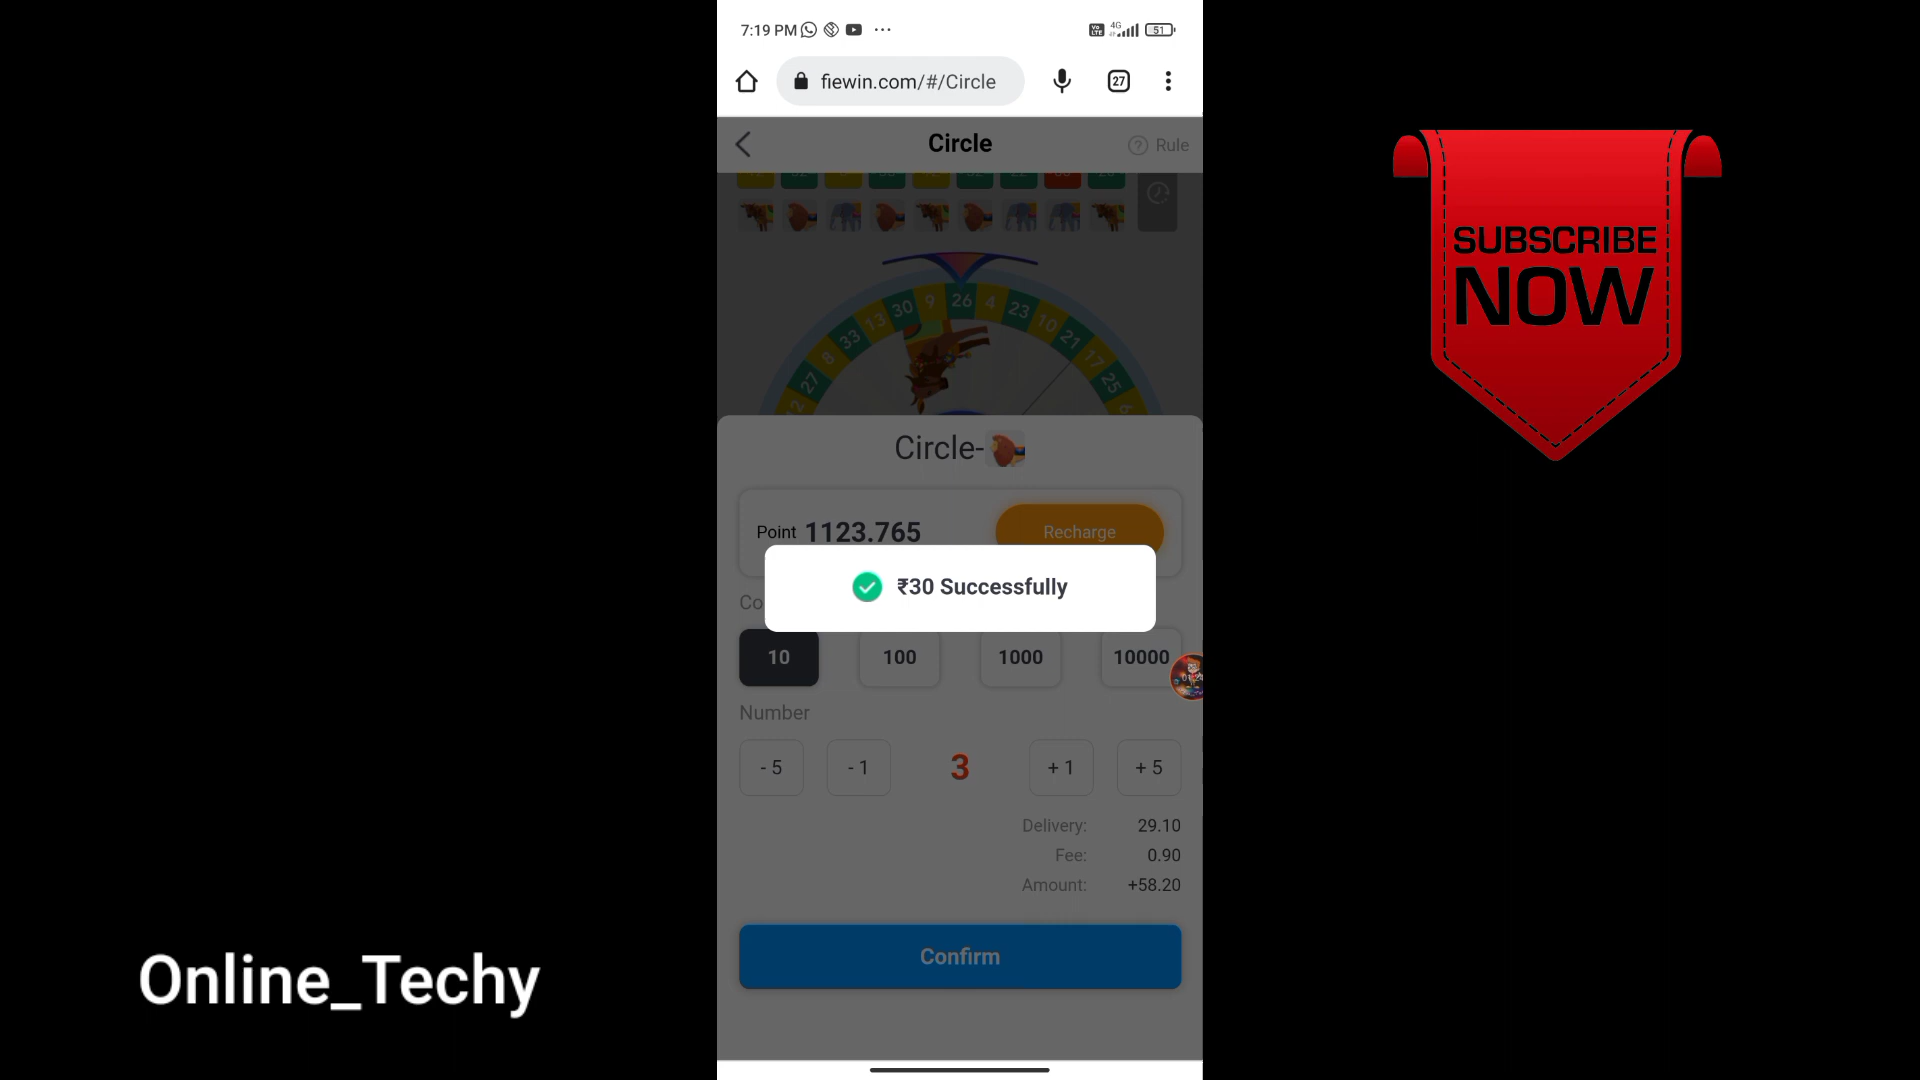 7:19 PM
4G
51
fiewin.com/#/Circle
27
Circle
Rule
27 8 33 13 30 9 26 4 23 10 21 17 25
Circle-
Point 1123.765
Recharge
₹30 Successfully
Co
10 100 1000 10000
Number
- 5 - 1 3 + 1 + 5
Delivery: 29.10
Fee: 0.90
Amount: +58.20
Confirm
SUBSCRIBE
NOW
Online_Techy